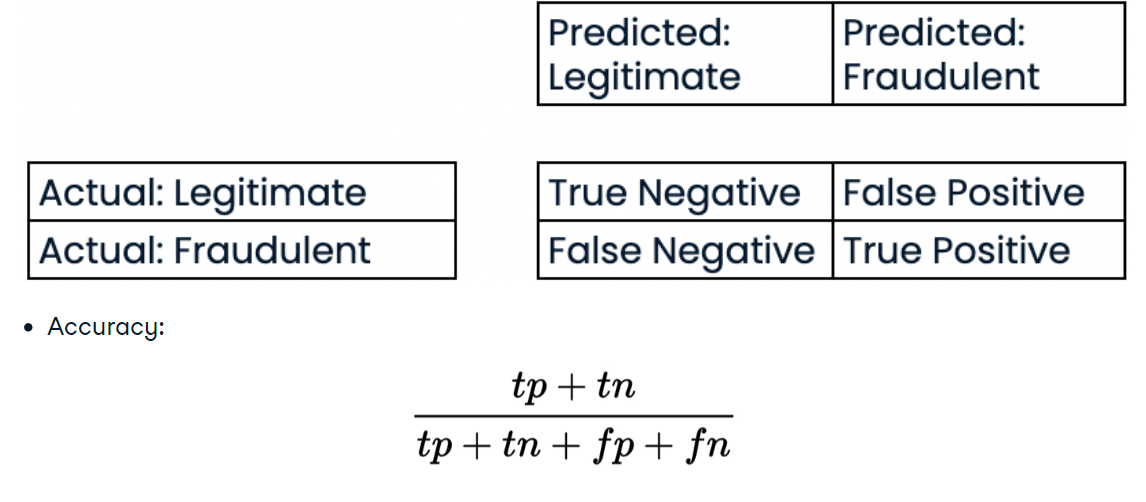 Predicted: Predicted:
Legitimate Fraudulent
Actual: Legitimate True Negative False Positive
Actual: Fraudulent False Negative True Positive
• Accuracy:
tp + tn
tp + tn + fp + fn